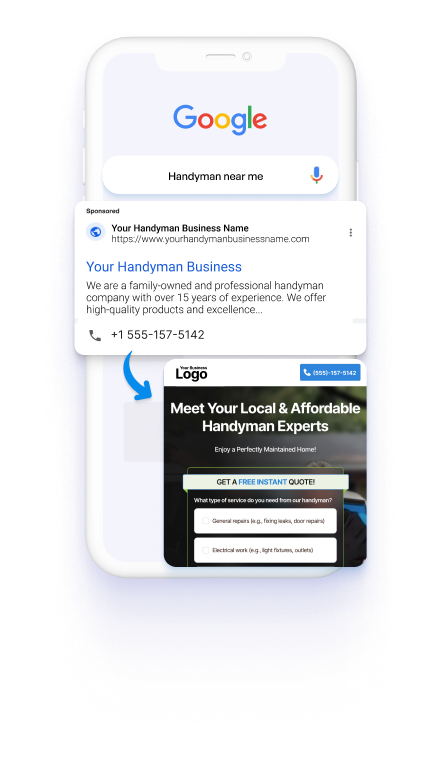 Google
Handyman near me
Sponsored
Your Handyman Business Name
https://www.yourhandymanbusinessname.com
Your Handyman Business
We are a family-owned and professional handyman
company with over 15 years of experience. We offer
high-quality products and excellence...
+1 555-157-5142
Your Business
Logo
(555)-157-5142
Meet Your Local & Affordable
Handyman Experts
Enjoy a Perfectly Maintained Home!
GET A FREE INSTANT QUOTE!
What type of service do you need from our handyman?
General repairs (e.g., fixing leaks, door repairs)
Electrical work (e.g., light fixtures, outlets)